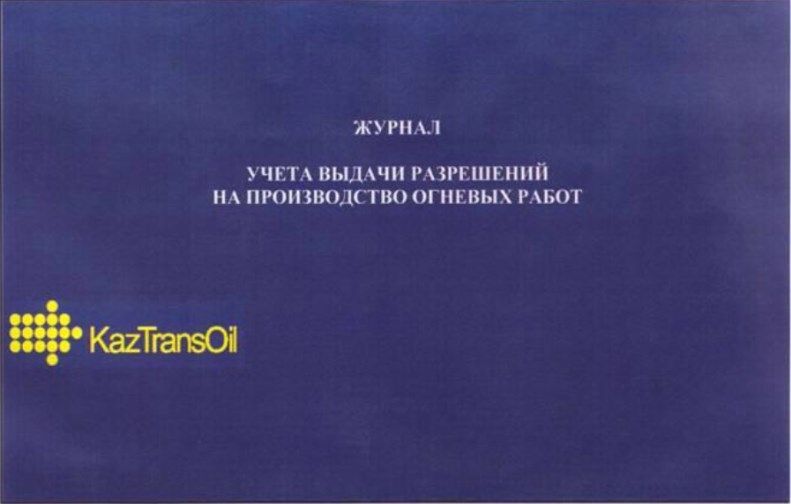 ЖУРНАЛ
УЧЕТА ВЫДАЧИ РАЗРЕШЕНИЙ
НА ПРОИЗВОДСТВО ОГНЕВЫХ РАБОТ
KazTransOil